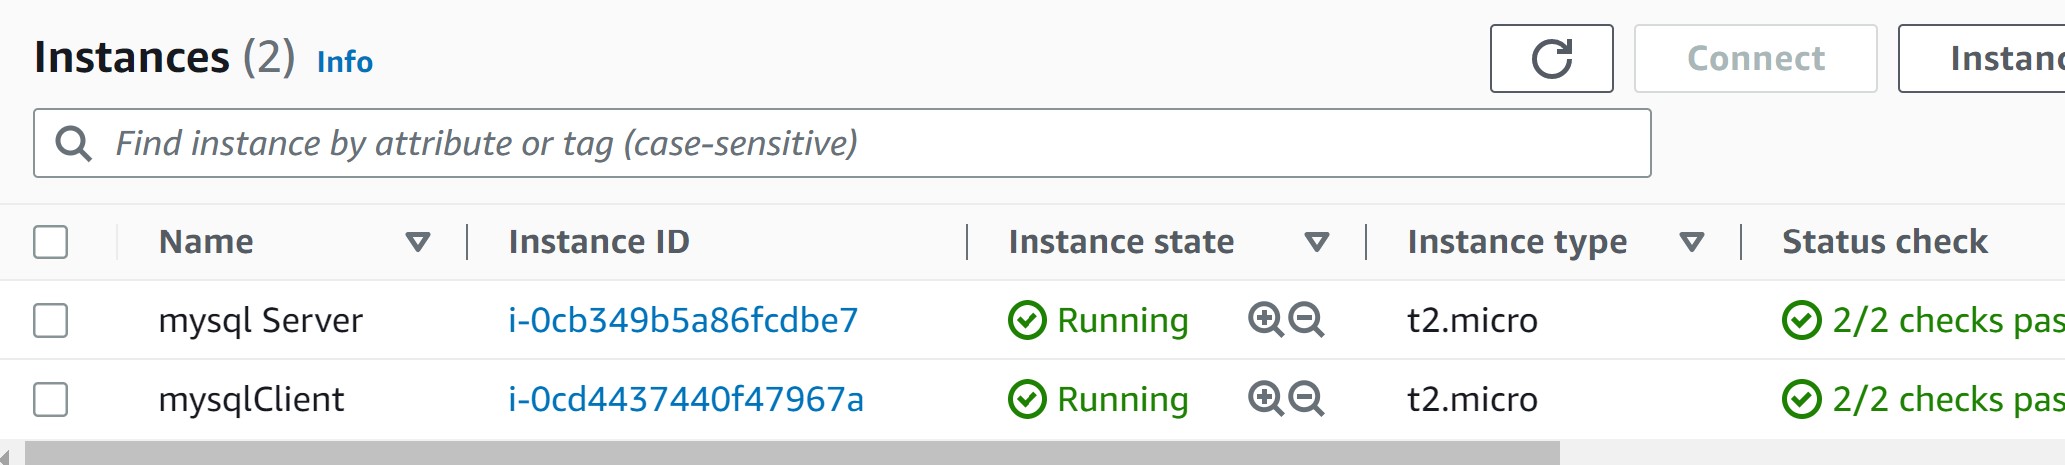 Instances (2) Info
Connect
Instanc
Find instance by attribute or tag (case-sensitive)
Name Instance ID Instance state Instance type Status check
mysql Server i-0cb349b5a86fcdbe7 Running t2.micro 2/2 checks pas
mysqlClient i-0cd4437440f47967a Running t2.micro 2/2 checks pas